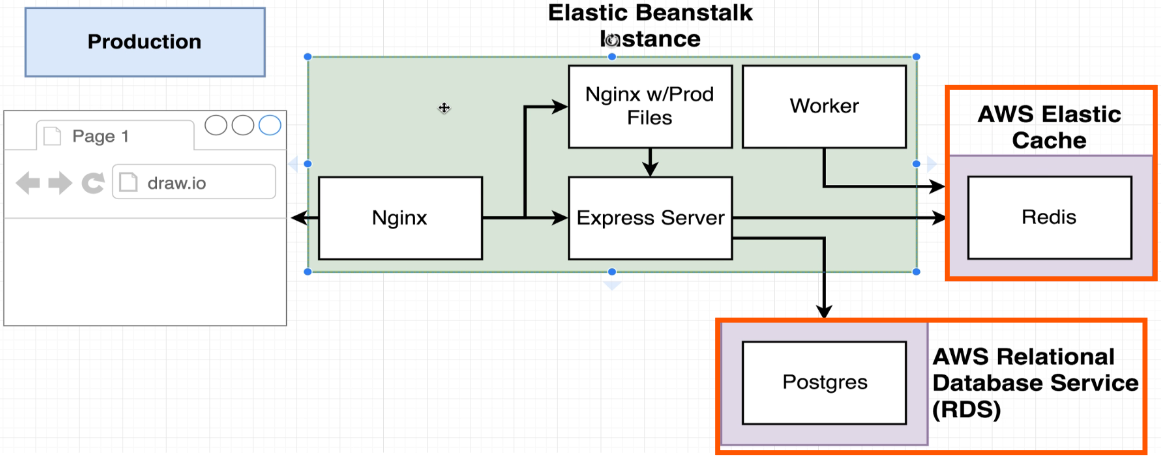 Production
Elastic Beanstalk
Instance
Page 1
draw.io
Nginx
Nginx w/Prod
Files
Worker
Express Server
AWS Elastic
Cache
Redis
Postgres
AWS Relational
Database Service
(RDS)